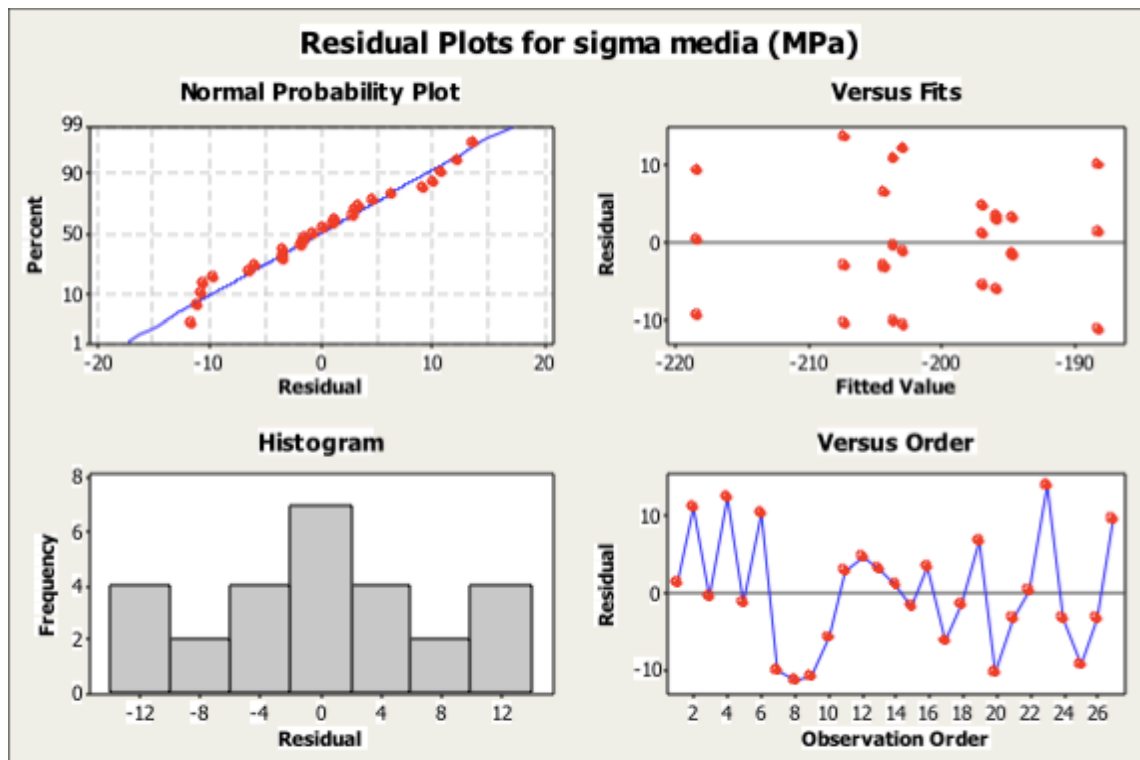 Residual Plots for sigma media (MPa)
Normal Probability Plot
Percent
99
90
50
10
1
-20 -10 0 10 20
Residual
Versus Fits
Residual
10
0
-10
-220 -210 -200 -190
Fitted Value
Histogram
Frequency
8
6
4
2
0
-12 -8 -4 0 4 8 12
Residual
Versus Order
Residual
10
0
-10
2 4 6 8 10 12 14 16 18 20 22 24 26
Observation Order